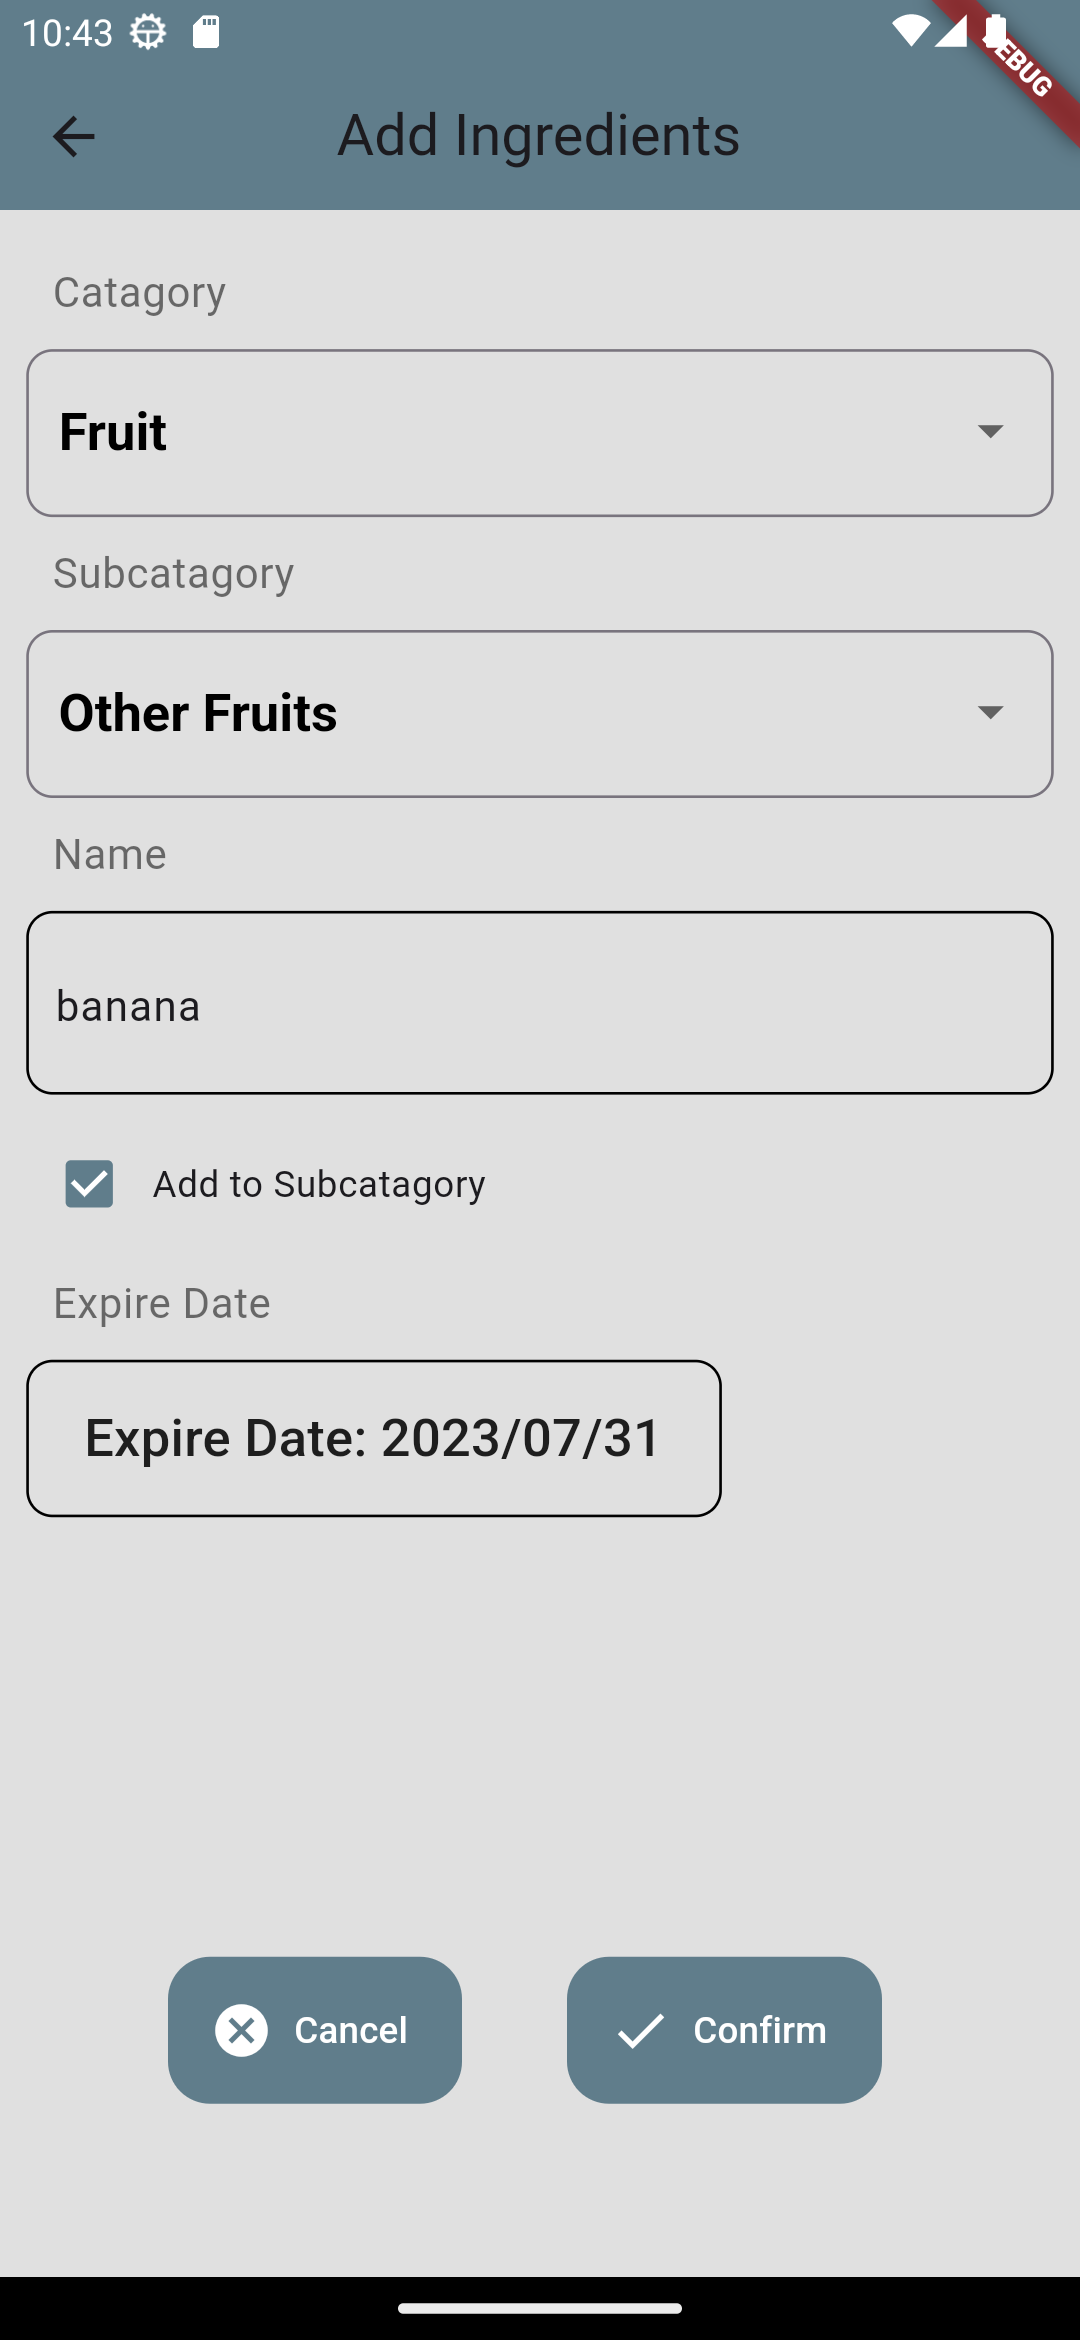 10:43
DEBUG
Add Ingredients
Catagory
Fruit
Subcatagory
Other Fruits
Name
banana
Add to Subcatagory
Expire Date
Expire Date: 2023/07/31
Cancel
Confirm